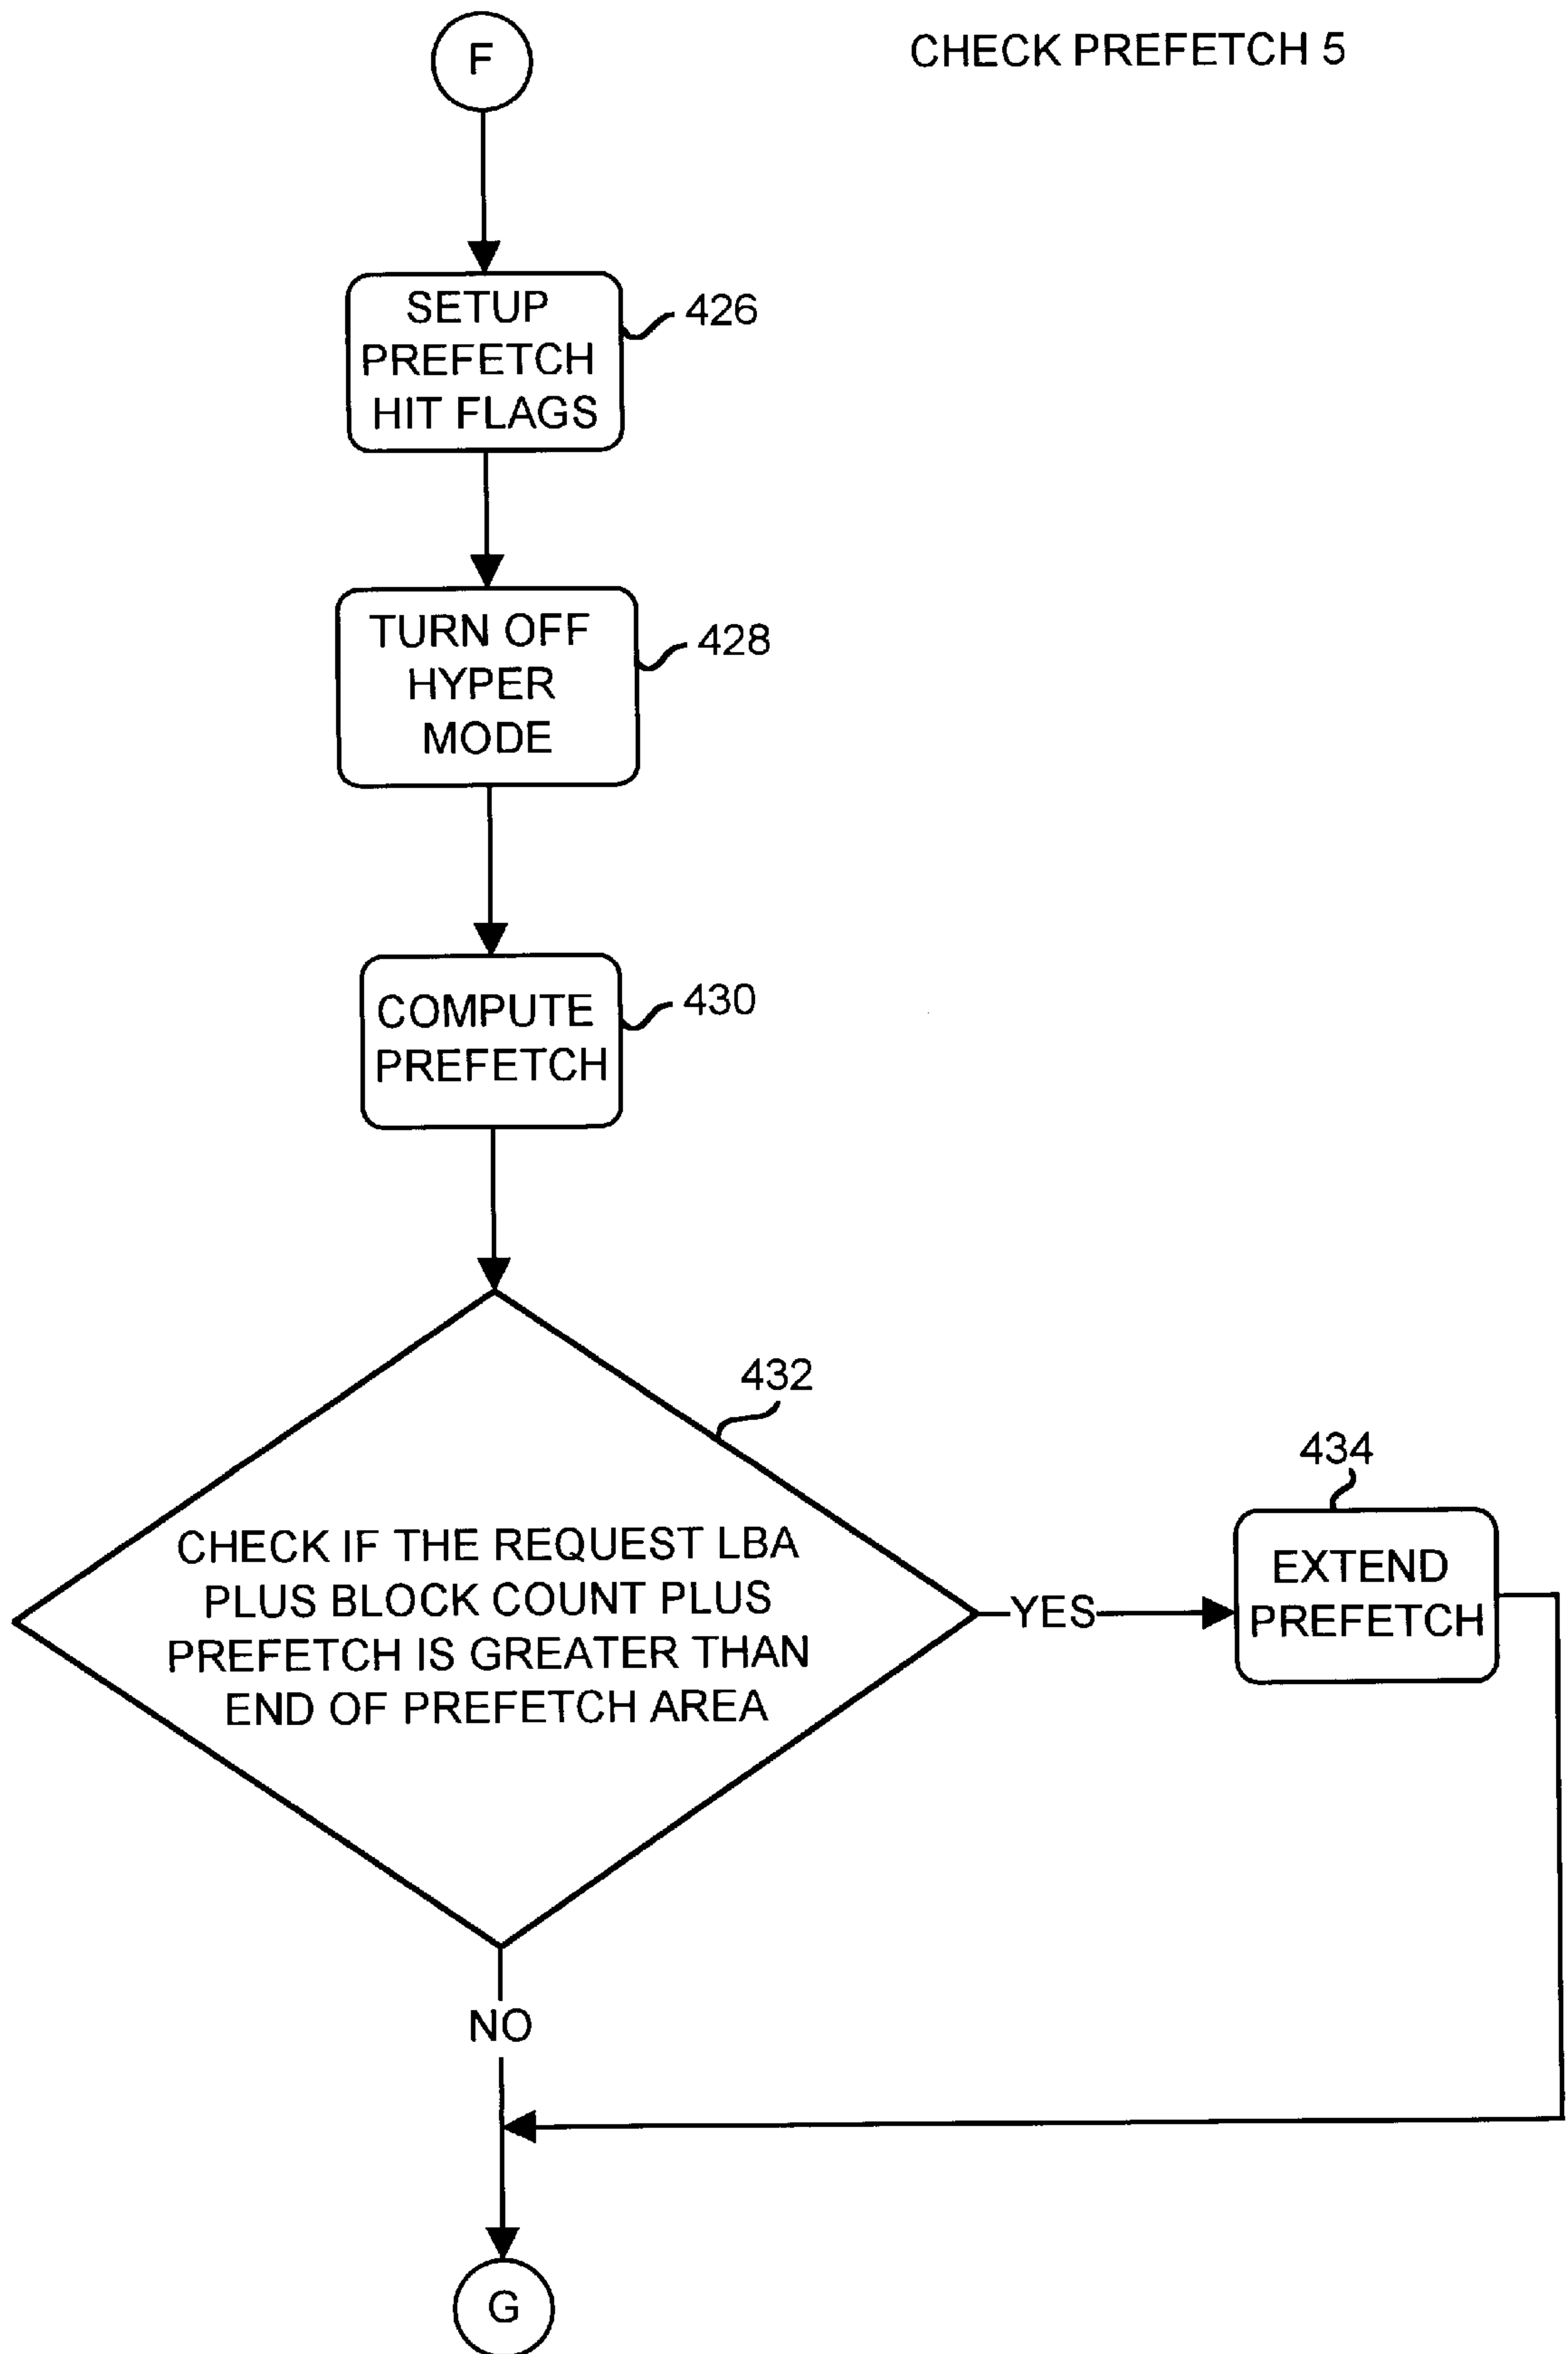 F
CHECK PREFETCH 5
SETUP
PREFETCH
HIT FLAGS
426
TURN OFF
HYPER
MODE
428
COMPUTE
PREFETCH
430
432
CHECK IF THE REQUEST LBA
PLUS BLOCK COUNT PLUS
PREFETCH IS GREATER THAN
END OF PREFETCH AREA
YES
434
EXTEND
PREFETCH
NO
G